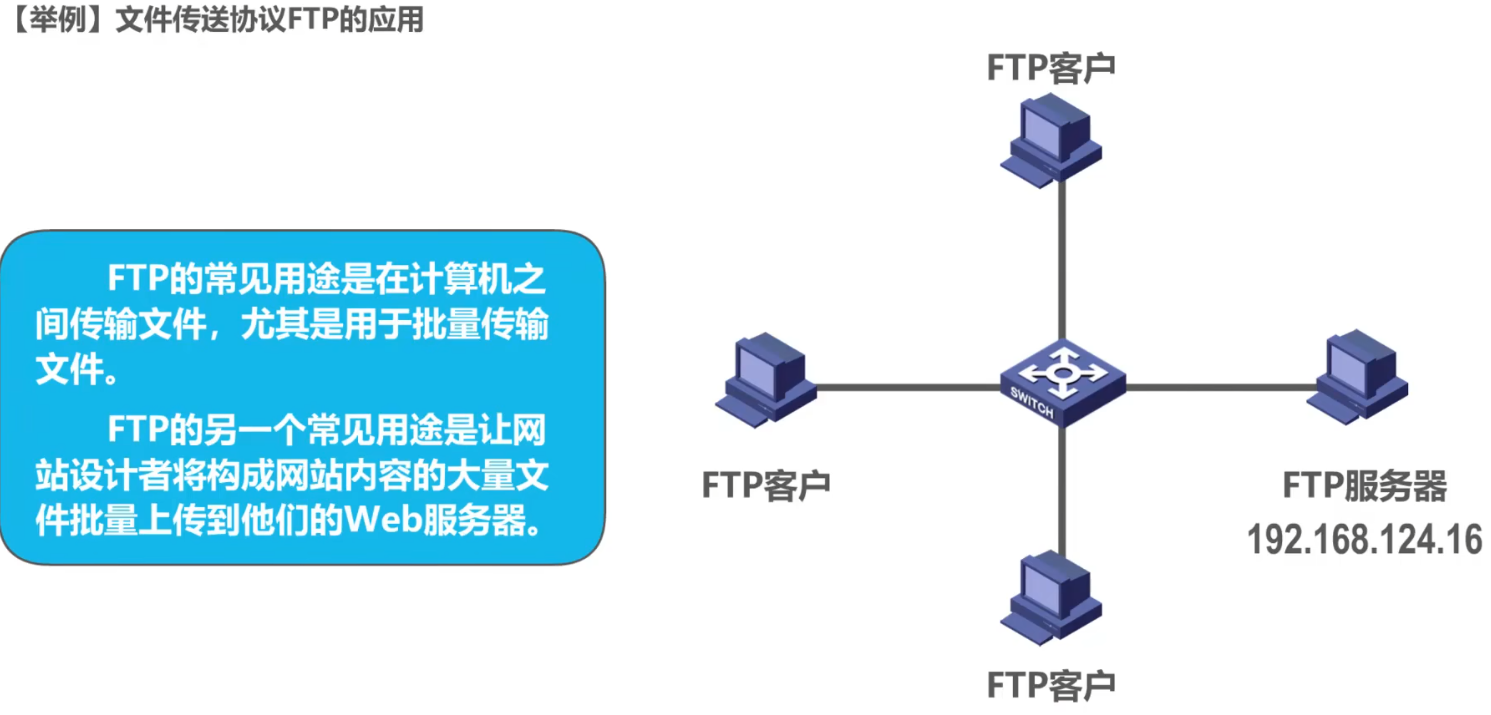 【举例】文件传送协议FTP的应用
FTP客户
FTP的常见用途是在计算机之
间传输文件，尤其是用于批量传输
文件。
FTP的另一个常见用途是让网
站设计者将构成网站内容的大量文
件批量上传到他们的Web服务器。
SWITCH
FTP客户
FTP服务器
192.168.124.16
FTP客户